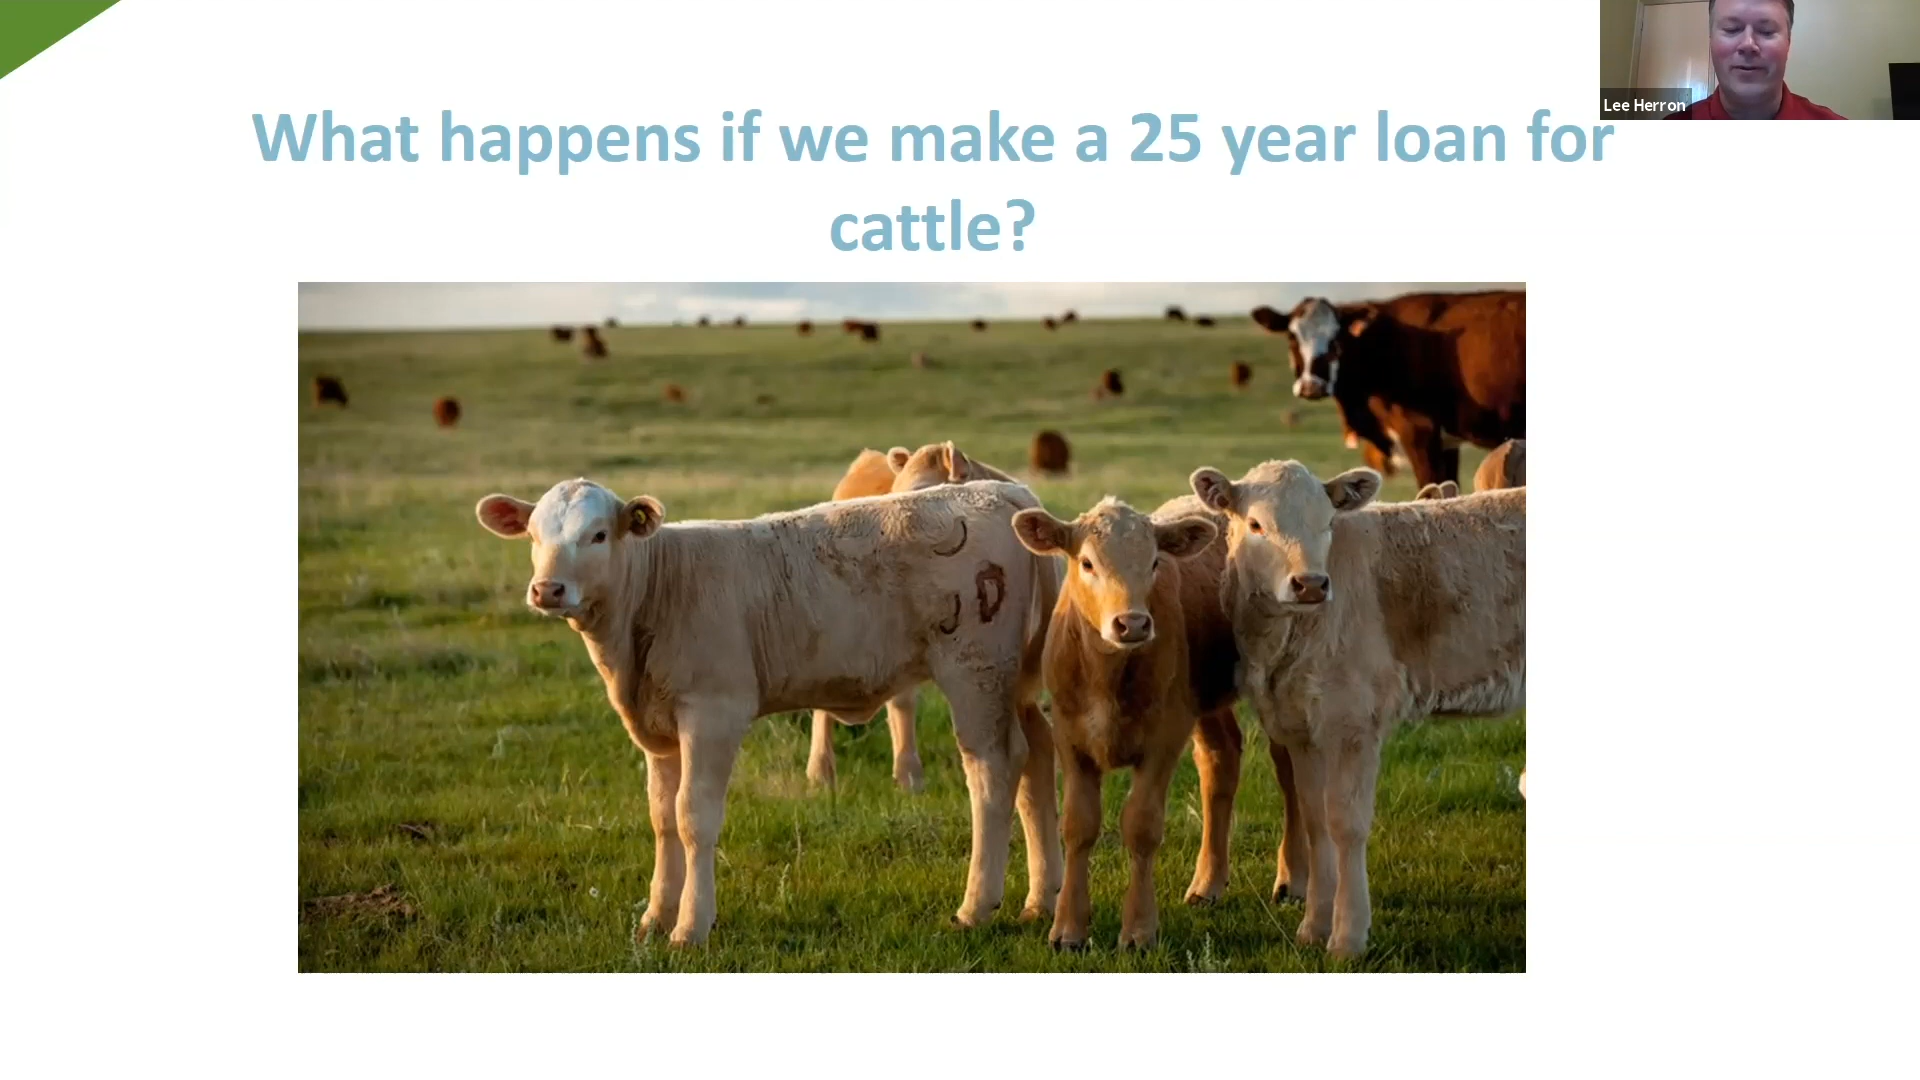 What happens if we make a 25 year loan for
cattle?
Lee Herron
D